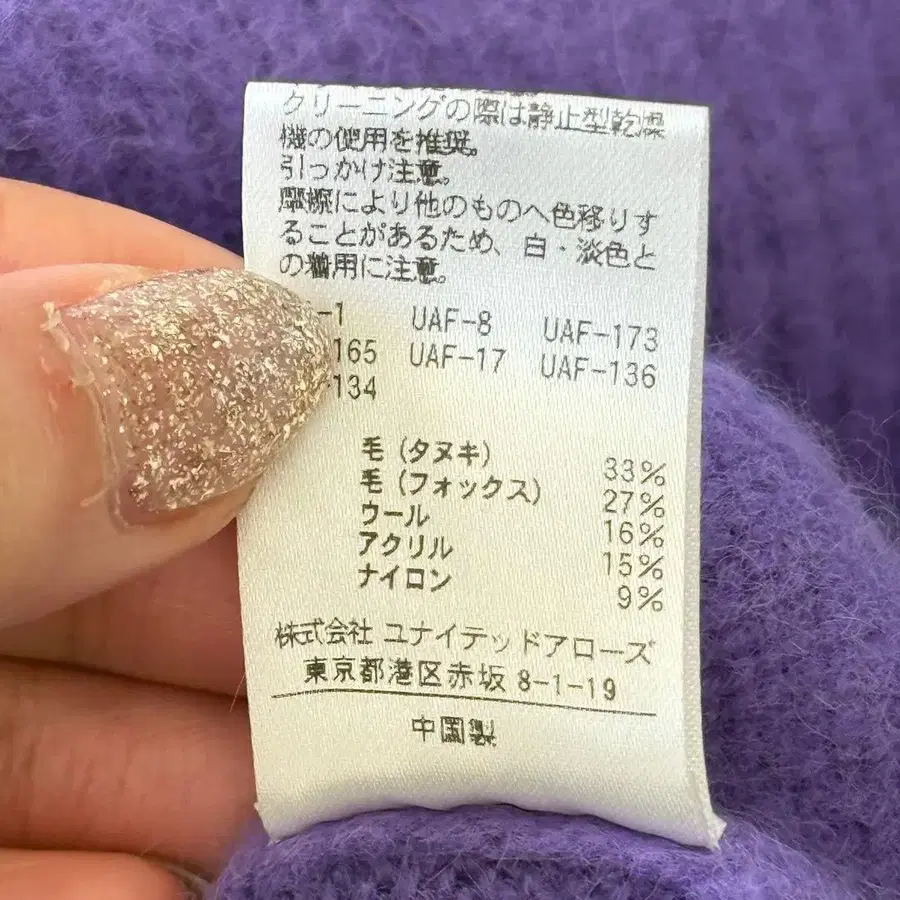 クリーニングの際は静止型乾燥
機の使用を推奨。
引っかけ注意。
摩擦により他のものへ色移りす
ることがあるため、白・淡色と
の着用に注意。
-1 UAF-8 UAF-173
165 UAF-17 UAF-136
-134
毛(タヌキ) 33%
毛(フォックス) 27%
ウール 16%
アクリル 15%
ナイロン 9%
株式会社 ユナイテッドアローズ
東京都港区赤坂 8-1-19
中国製